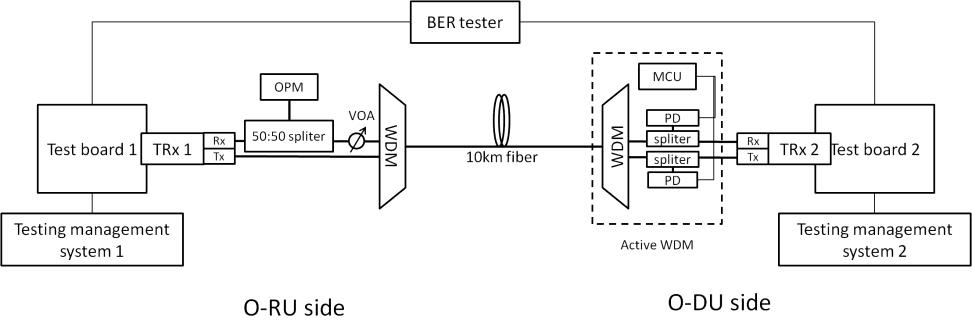 BER tester
OPM
MCU
VOA
PD
Test board 1
TRx 1
Rx
Tx
50:50 spliter
WDM
10km fiber
WDM
spliter
spliter
PD
Rx
Tx
TRx 2
Test board 2
Testing management
system 1
Active WDM
Testing management
system 2
O-RU side
O-DU side